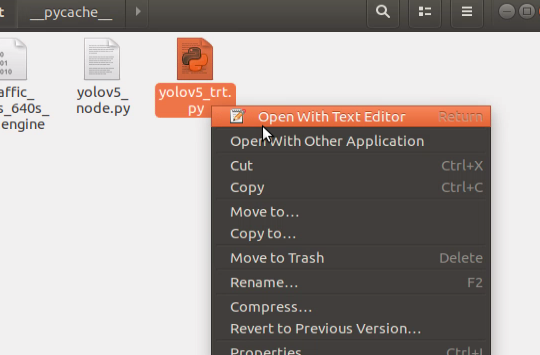 t
__pycache__
affic_
s_640s_
engine
yolov5_
node.py
yolov5_trt.
py
Open With Text Editor Return
Open With Other Application
Cut Ctrl+X
Copy Ctrl+C
Move to…
Copy to…
Move to Trash Delete
Rename… F2
Compress…
Revert to Previous Version…
Properties Ctrl+I